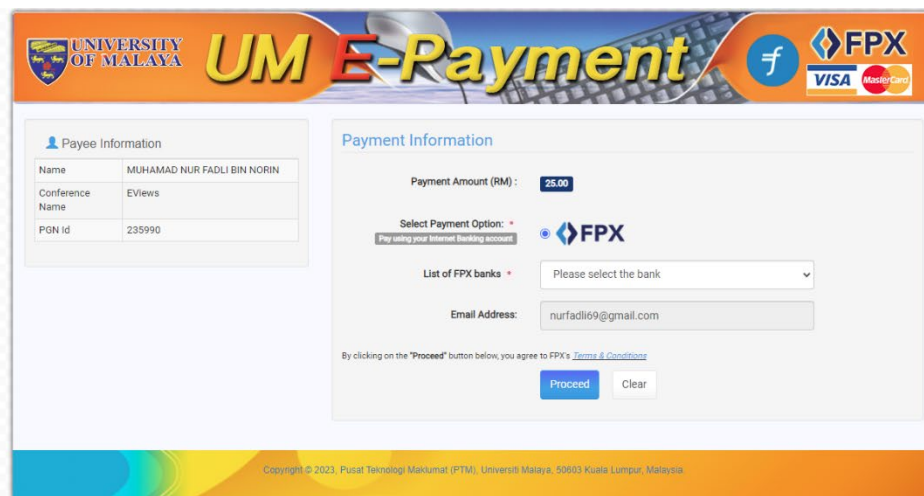 UNIVERSITY
OF MALAYA
UM E-Payment
FPX
VISA MasterCard
Payee Information
Name MUHAMAD NUR FADLI BIN NORIN
Conference Name EViews
PGN Id 235990
Payment Information
Payment Amount (RM) : 25.00
Select Payment Option: *
Pay using your Internet Banking account
FPX
List of FPX banks * Please select the bank
Email Address: nurfadli69@gmail.com
By clicking on the "Proceed" button below, you agree to FPX's Terms & Conditions
Proceed Clear
Copyright © 2023, Pusat Teknologi Maklumat (PTM), Universiti Malaya, 50603 Kuala Lumpur, Malaysia.